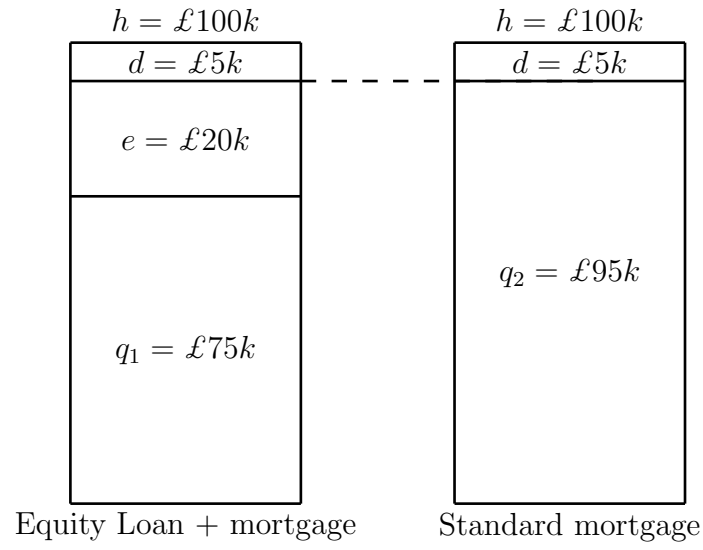 h = £100k
d = £5k
e = £20k
q₁ = £75k
Equity Loan + mortgage
h = £100k
d = £5k
q₂ = £95k
Standard mortgage